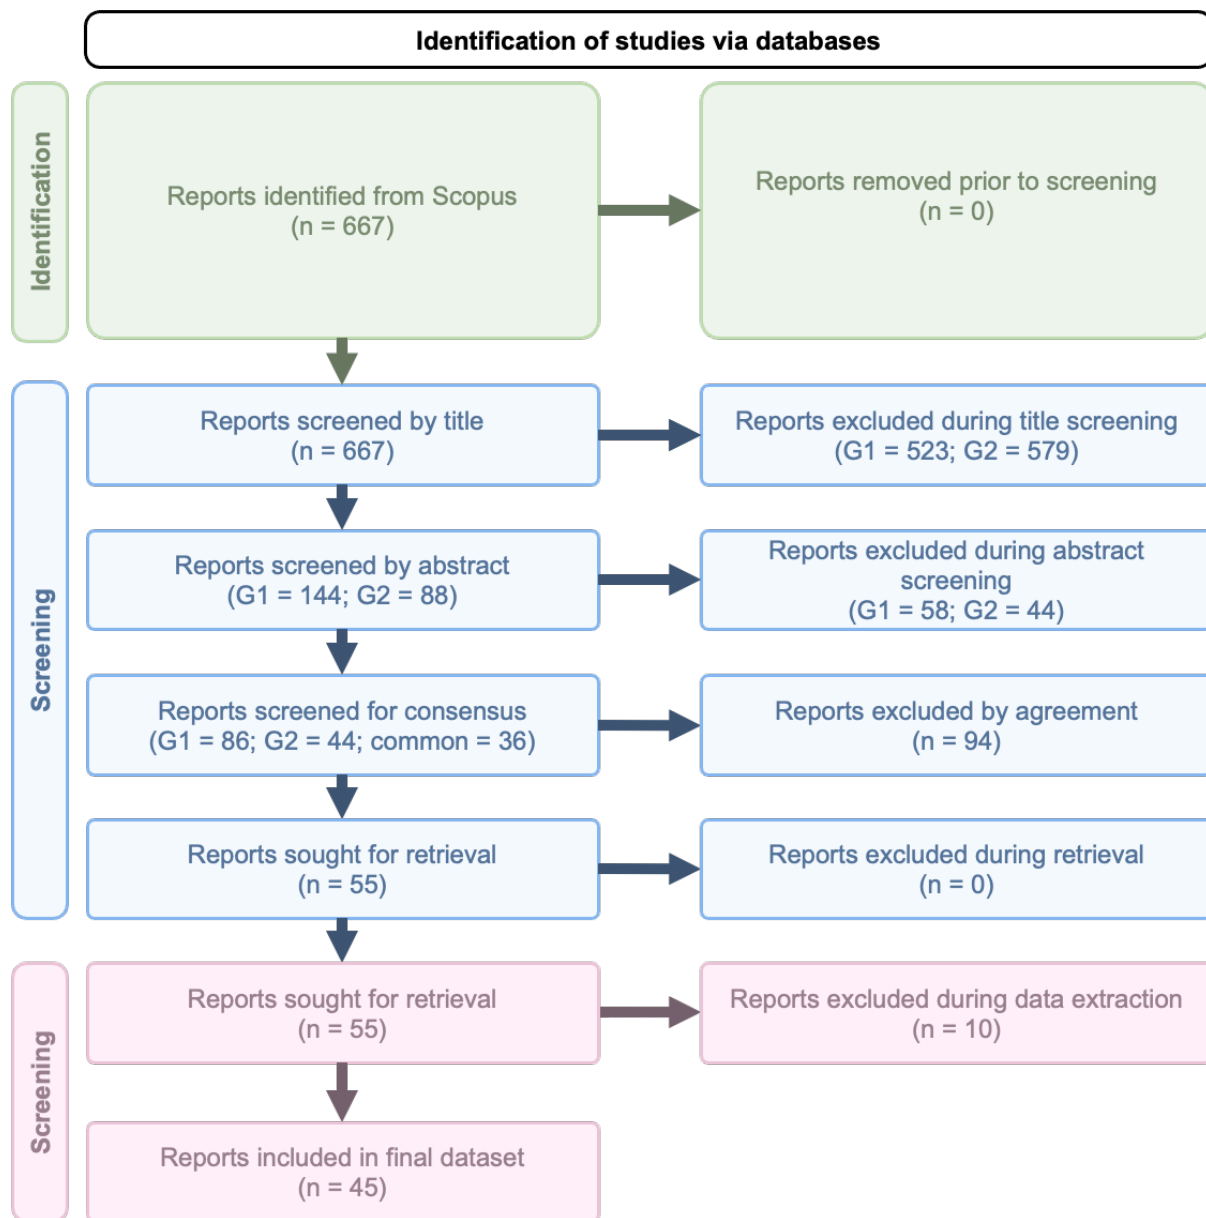 Identification of studies via databases
Identification
Reports identified from Scopus
(n = 667)
Reports removed prior to screening
(n = 0)
Screening
Reports screened by title
(n = 667)
Reports excluded during title screening
(G1 = 523; G2 = 579)
Reports screened by abstract
(G1 = 144; G2 = 88)
Reports excluded during abstract
screening
(G1 = 58; G2 = 44)
Reports screened for consensus
(G1 = 86; G2 = 44; common = 36)
Reports excluded by agreement
(n = 94)
Reports sought for retrieval
(n = 55)
Reports excluded during retrieval
(n = 0)
Screening
Reports sought for retrieval
(n = 55)
Reports excluded during data extraction
(n = 10)
Reports included in final dataset
(n = 45)